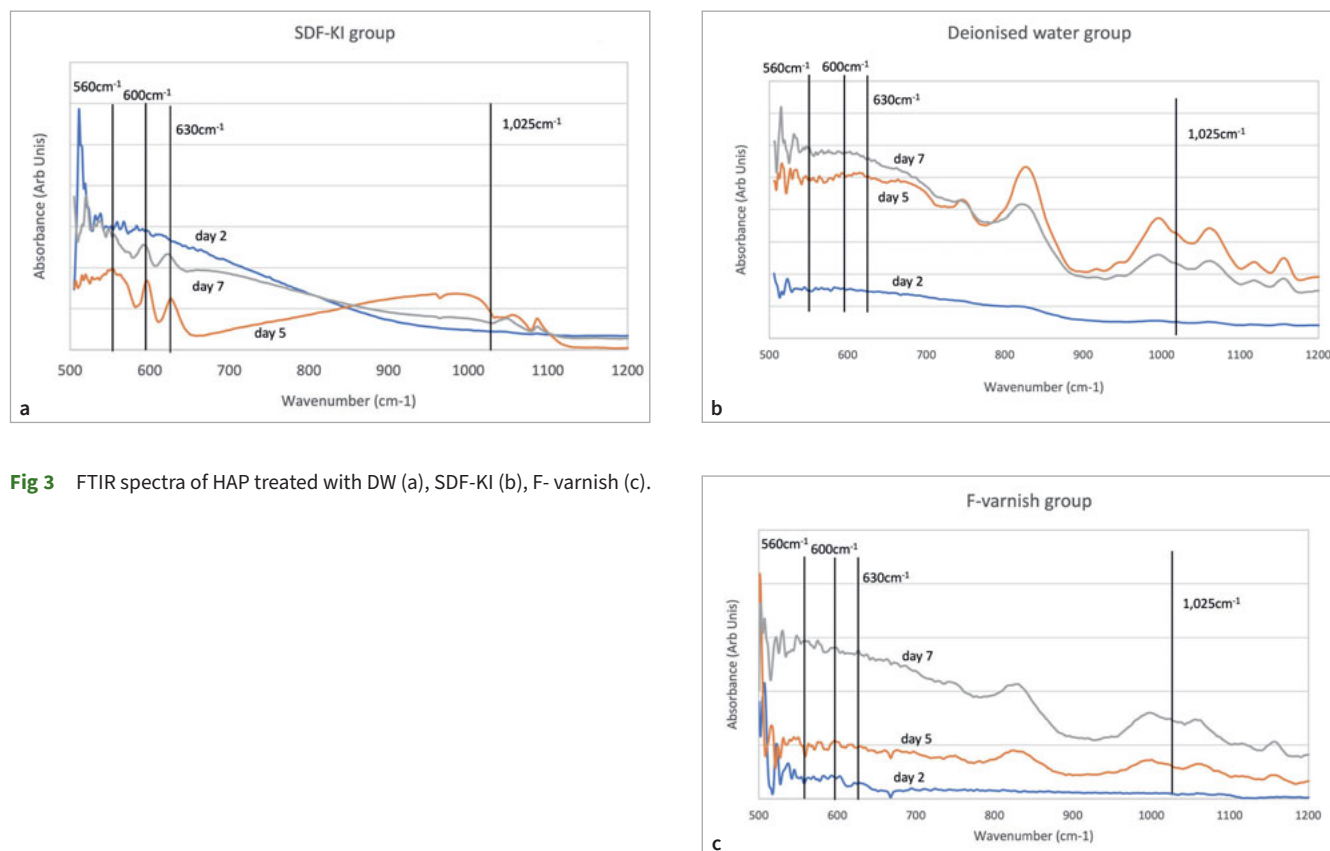 SDF-KI group
560cm-1
600cm-1
630cm-1
1,025cm-1
Absorbance (Arb Unis)
day 2
day 7
day 5
500 600 700 800 900 1000 1100 1200
Wavenumber (cm-1)
a
Deionised water group
560cm-1 600cm-1
630cm-1
1,025cm-1
Absorbance (Arb Unis)
day 7
day 5
day 2
500 600 700 800 900 1000 1100 1200
Wavenumber (cm-1)
b
Fig 3 FTIR spectra of HAP treated with DW (a), SDF-KI (b), F- varnish (c).
F-varnish group
560cm-1 600cm-1
630cm-1
1,025cm-1
Absorbance (Arb Unis)
day 7
day 5
day 2
500 600 700 800 900 1000 1100 1200
Wavenumber (cm-1)
c